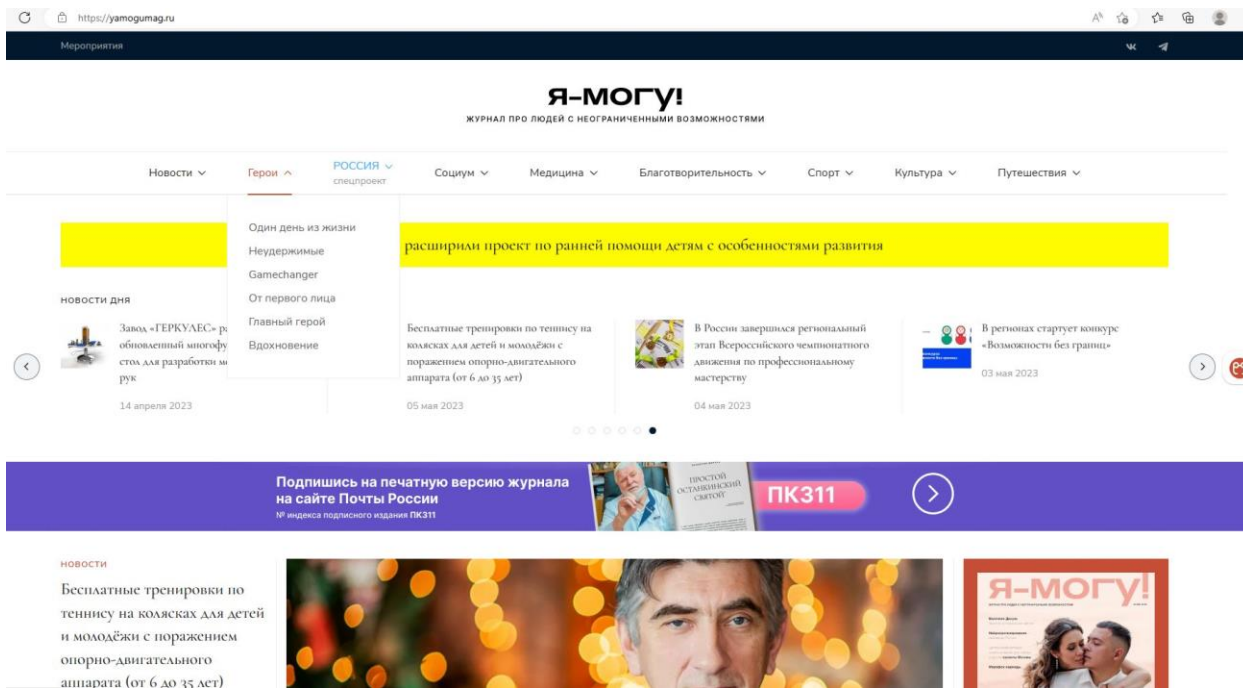 https://yamogumag.ru
Мероприятия
Я-МОГУ!
ЖУРНАЛ ПРО ЛЮДЕЙ С НЕОГРАНИЧЕННЫМИ ВОЗМОЖНОСТЯМИ
Новости Герои РОССИЯ Социум Медицина Благотворительность Спорт Культура Путешествия
спецпроект
Один день из жизни
Неудержимые
Gamechanger
От первого лица
Главный герой
Вдохновение
расширили проект по ранней помощи детям с особенностями развития
НОВОСТИ ДНЯ
Завод «ГЕРКУЛЕС»
обновленный
стол для разработки
рук
14 апреля 2023
Бесплатные тренировки по теннису на
колясках для детей и молодёжи с
поражением опорно-двигательного
аппарата (от 6 до 35 лет)
05 мая 2023
В России завершился региональный
этап Всероссийского чемпионатного
движения по профессиональному
мастерству
04 мая 2023
В регионах стартует конкурс
«Возможности без границ»
03 мая 2023
Подпишись на печатную версию журнала
на сайте Почты России
№ индекса подписного издания ПК311
ПРОСТОЙ
ОСТАНКИНСКИЙ
СВЯТОЙ
ПК311
НОВОСТИ
Бесплатные тренировки по
теннису на колясках для детей
и молодёжи с поражением
опорно-двигательного
аппарата (от 6 до 35 лет)
Я-МОГУ!